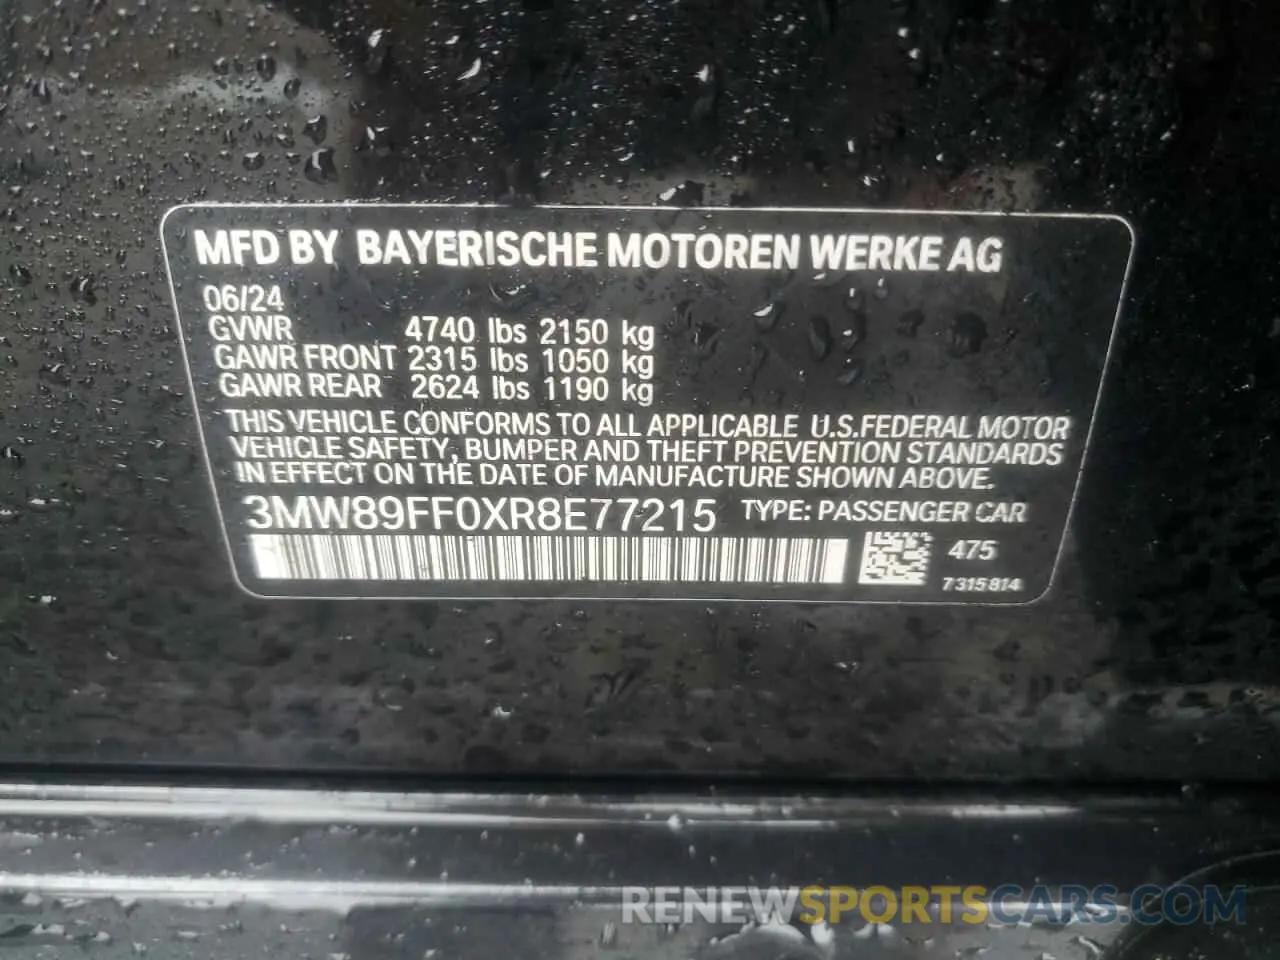 MFD BY BAYERISCHE MOTOREN WERKE AG
06/24
GVWR 4740 lbs 2150 kg
GAWR FRONT 2315 lbs 1050 kg
GAWR REAR 2624 lbs 1190 kg
THIS VEHICLE CONFORMS TO ALL APPLICABLE U.S.FEDERAL MOTOR
VEHICLE SAFETY, BUMPER AND THEFT PREVENTION STANDARDS
IN EFFECT ON THE DATE OF MANUFACTURE SHOWN ABOVE.
3MW89FF0XR8E77215 TYPE: PASSENGER CAR
475
7315814
RENEWSPORTSCARS.COM